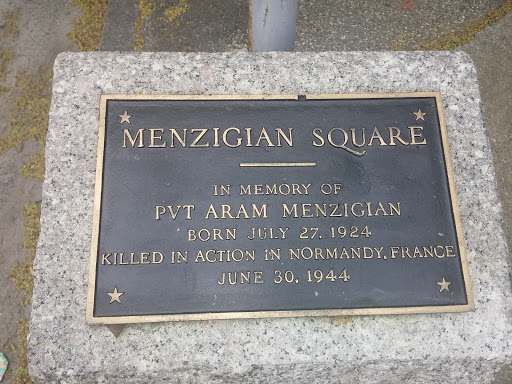 MENZIGIAN SQUARE
IN MEMORY OF
PVT ARAM MENZIGIAN
BORN JULY 27, 1924
KILLED IN ACTION IN NORMANDY, FRANCE
JUNE 30, 1944